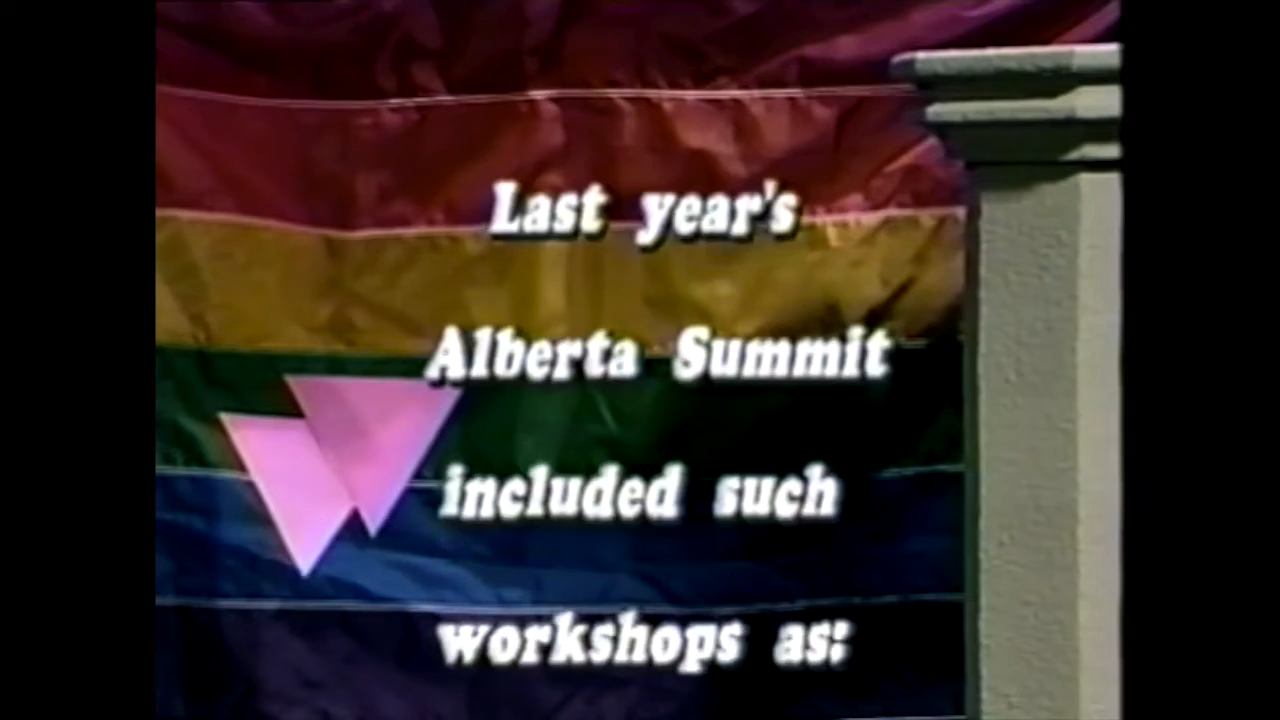 Last year's
Alberta Summit
included such
workshops as: